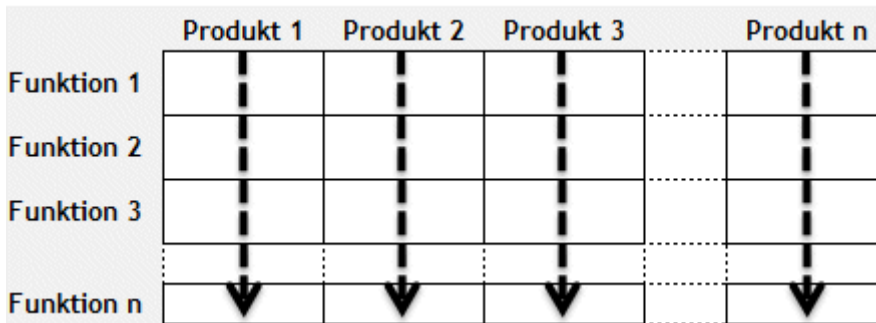 Produkt 1 Produkt 2 Produkt 3 Produkt n
Funktion 1
Funktion 2
Funktion 3
Funktion n